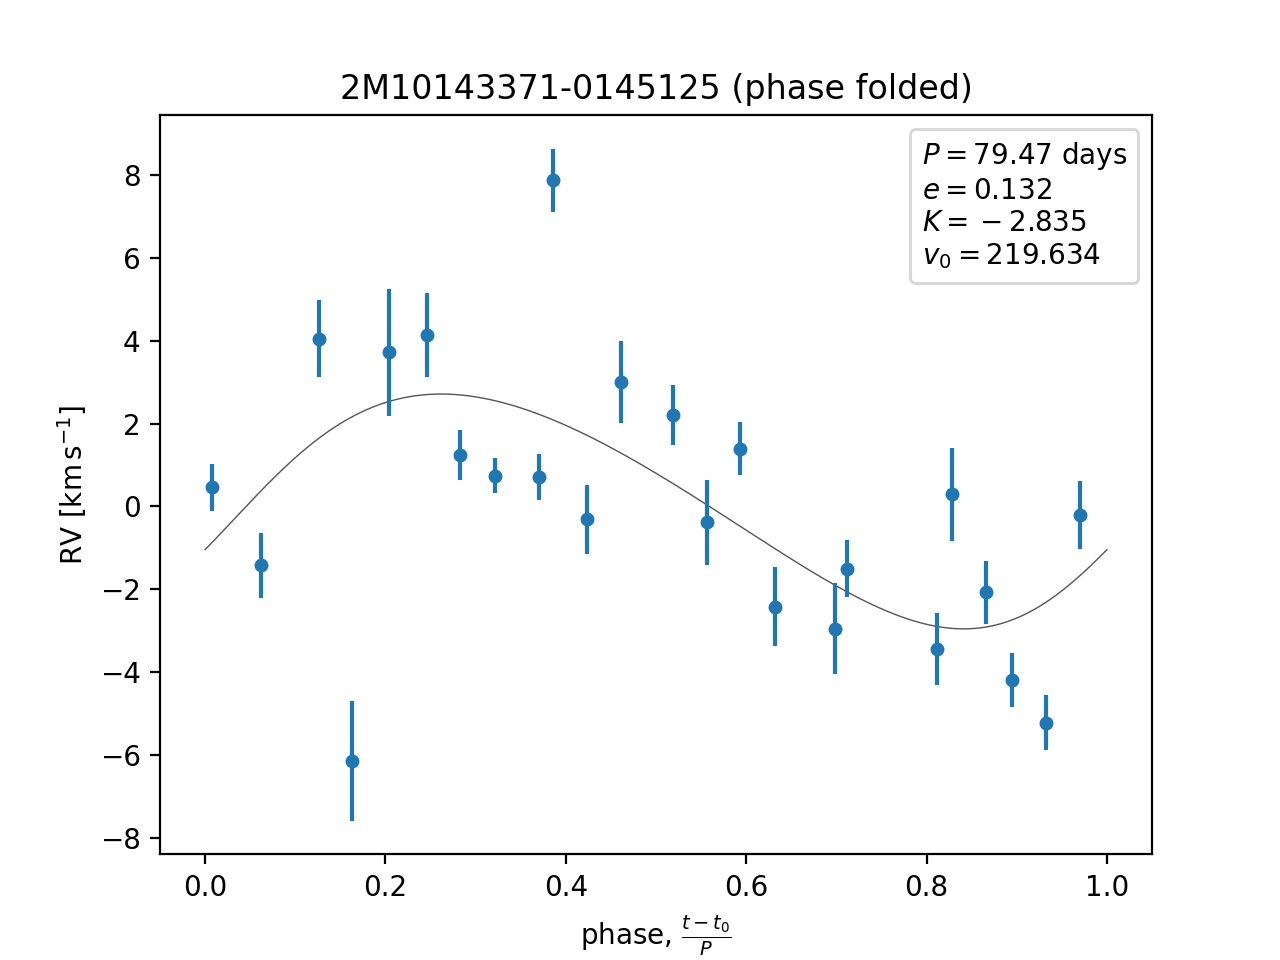 2M10143371-0145125 (phase folded)
P = 79.47 days
e = 0.132
K = −2.835
v₀ = 219.634
RV [km s⁻¹]
8
6
4
2
0
−2
−4
−6
−8
0.0 0.2 0.4 0.6 0.8 1.0
phase, (t − t₀)/P